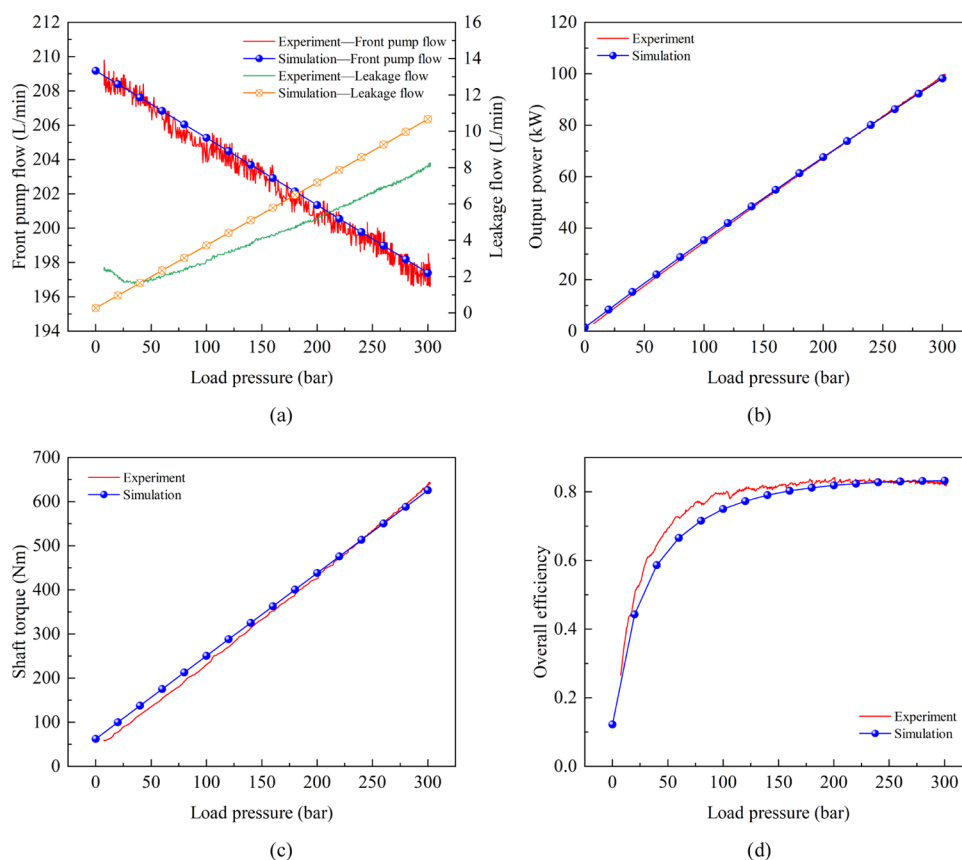 212
210
208
206
204
202
200
198
196
194
Front pump flow (L/min)
16
14
12
10
8
6
4
2
0
Leakage flow (L/min)
Experiment—Front pump flow
Simulation—Front pump flow
Experiment—Leakage flow
Simulation—Leakage flow
0 50 100 150 200 250 300
Load pressure (bar)
(a)
120
100
80
60
40
20
0
Output power (kW)
Experiment
Simulation
0 50 100 150 200 250 300
Load pressure (bar)
(b)
700
600
500
400
300
200
100
0
Shaft torque (Nm)
Experiment
Simulation
0 50 100 150 200 250 300
Load pressure (bar)
(c)
0.8
0.6
0.4
0.2
0.0
Overall efficiency
Experiment
Simulation
0 50 100 150 200 250 300
Load pressure (bar)
(d)